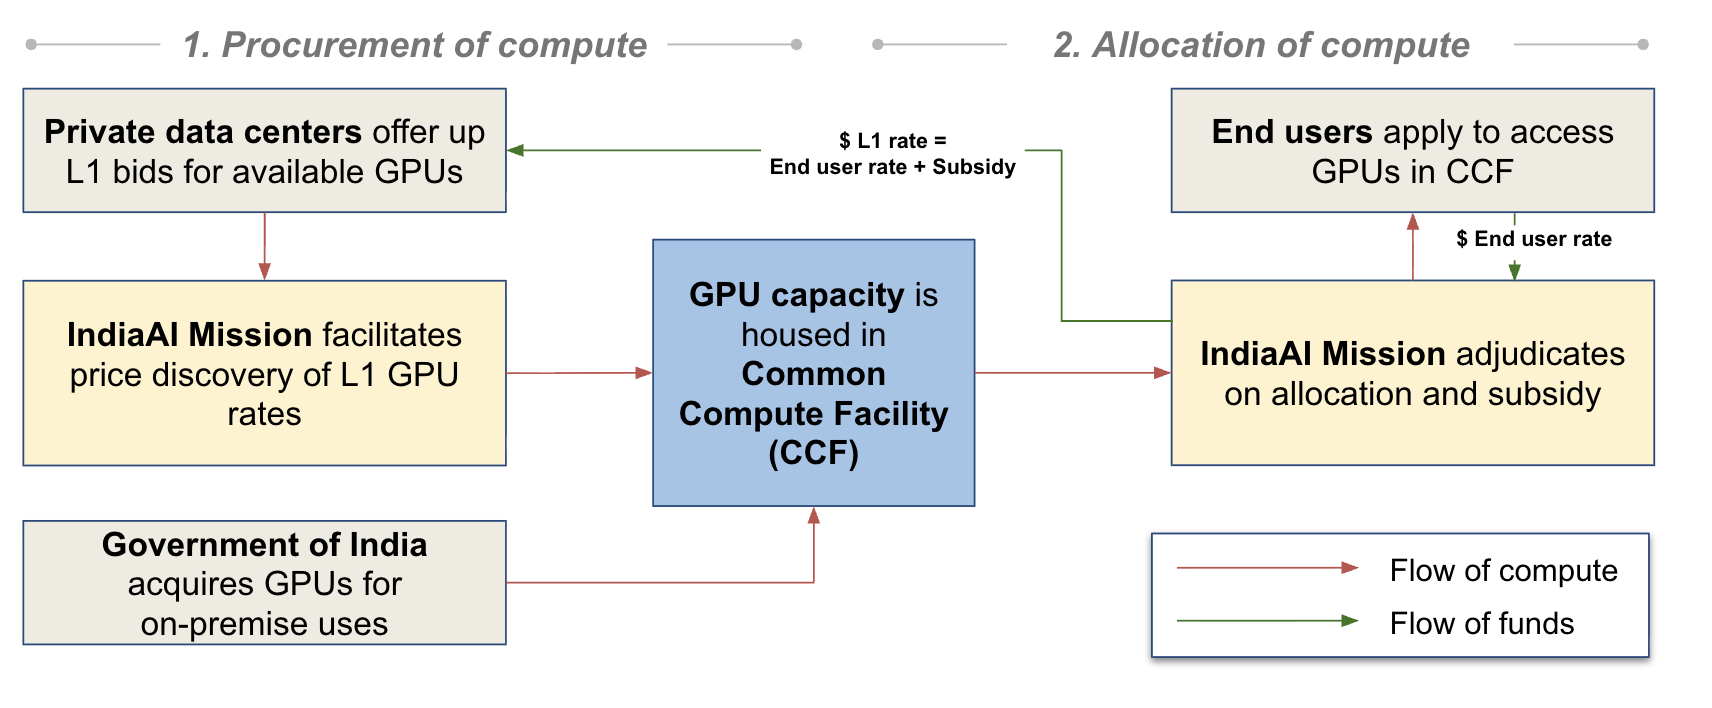 1. Procurement of compute
2. Allocation of compute
Private data centers offer up
L1 bids for available GPUs
$ L1 rate =
End user rate + Subsidy
End users apply to access
GPUs in CCF
$ End user rate
IndiaAI Mission facilitates
price discovery of L1 GPU
rates
GPU capacity is
housed in
Common
Compute Facility
(CCF)
IndiaAI Mission adjudicates
on allocation and subsidy
Government of India
acquires GPUs for
on-premise uses
Flow of compute
Flow of funds